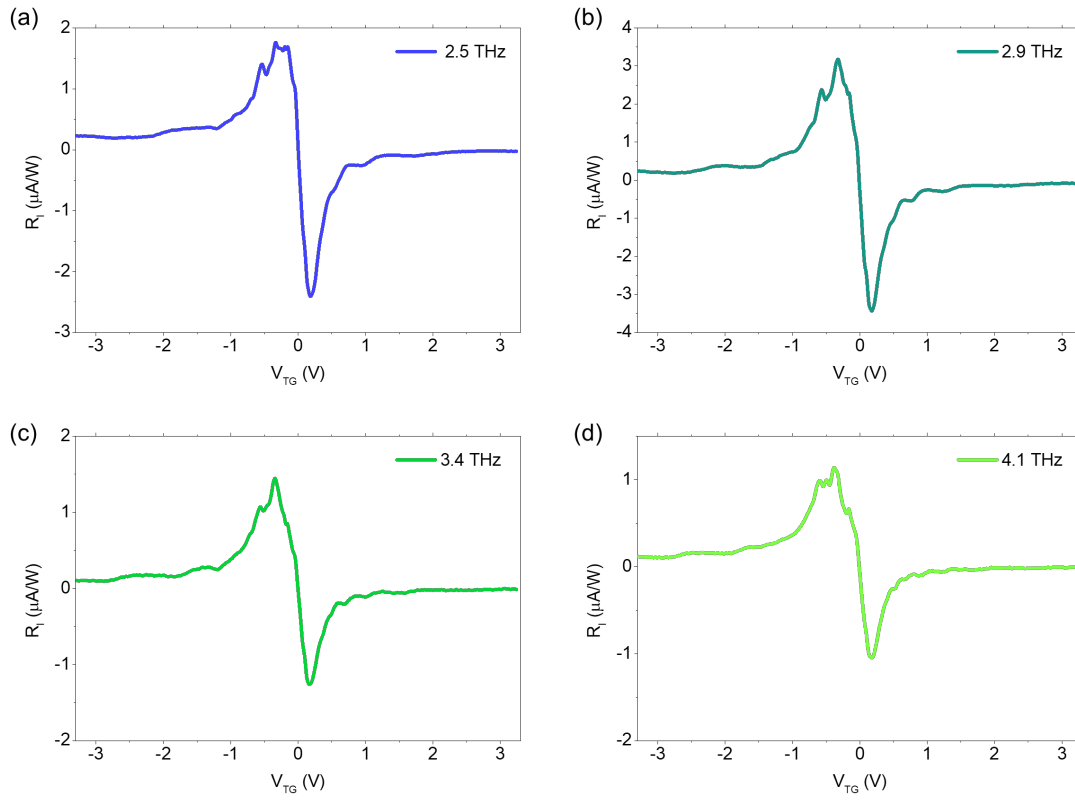 (a)
2.5 THz
2
1
0
-1
-2
-3
R_I (μA/W)
-3 -2 -1 0 1 2 3
V_TG (V)
(b)
2.9 THz
4
3
2
1
0
-1
-2
-3
-4
R_I (μA/W)
-3 -2 -1 0 1 2 3
V_TG (V)
(c)
3.4 THz
2
1
0
-1
-2
R_I (μA/W)
-3 -2 -1 0 1 2 3
V_TG (V)
(d)
4.1 THz
1
0
-1
-2
R_I (μA/W)
-3 -2 -1 0 1 2 3
V_TG (V)